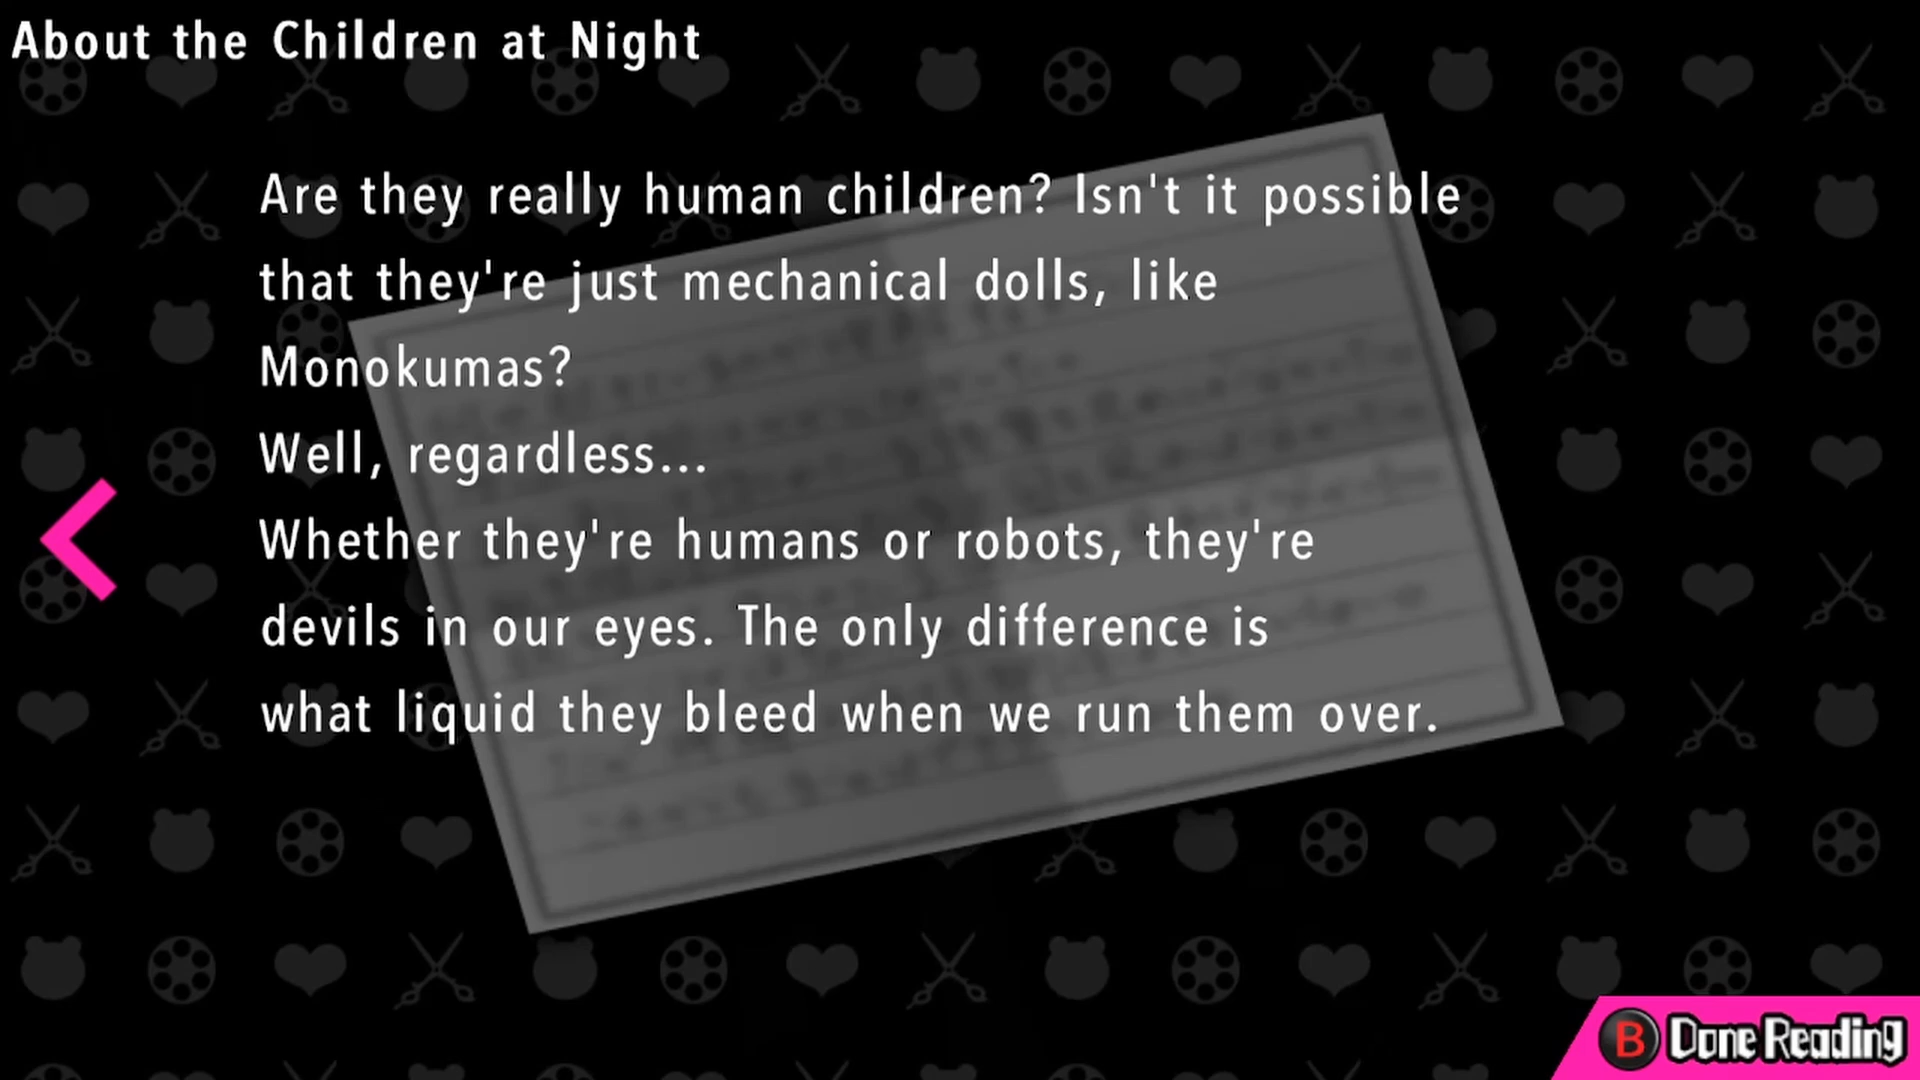 About the Children at Night
Are they really human children? Isn't it possible
that they're just mechanical dolls, like
Monokumas?
Well, regardless...
Whether they're humans or robots, they're
devils in our eyes. The only difference is
what liquid they bleed when we run them over.
B Done Reading